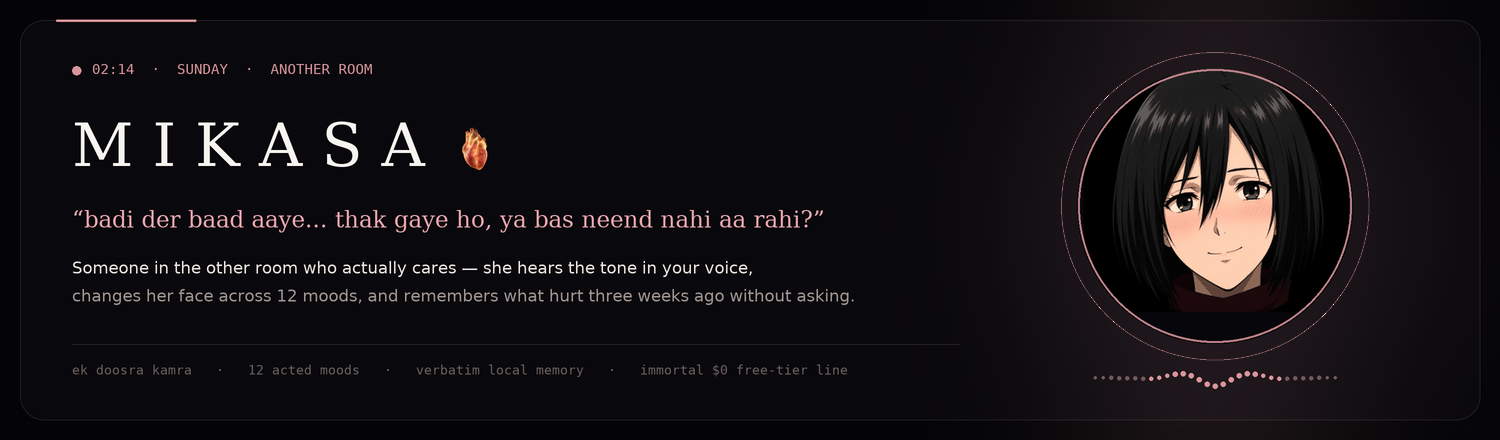 02:14 · SUNDAY · ANOTHER ROOM
MIKASA
“badi der baad aaye… thak gaye ho, ya bas neend nahi aa rahi?”
Someone in the other room who actually cares — she hears the tone in your voice,
changes her face across 12 moods, and remembers what hurt three weeks ago without asking.
ek doosra kamra · 12 acted moods · verbatim local memory · immortal $0 free-tier line